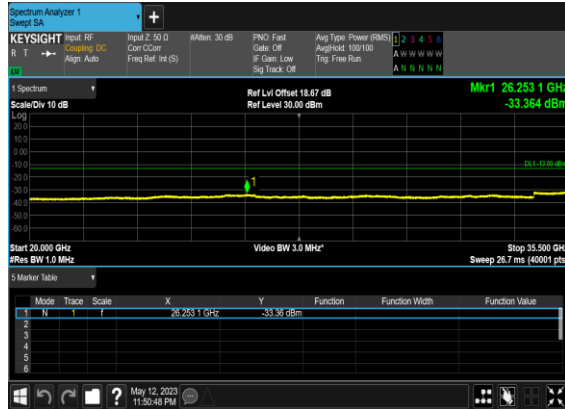 Spectrum Analyzer 1
Swept SA
+
KEYSIGHT
R T
LW
Input: RF
Coupling: DC
Align: Auto
Input Z: 50 Ω
Corr CCorr
Freq Ref: Int (S)
#Atten: 30 dB
PNO: Fast
Gate: Off
IF Gain: Low
Sig Track: Off
Avg Type: Power (RMS)
Avg|Hold: 100/100
Trig: Free Run
1 2 3 4 5 6
A W W W W W
A N N N N N
1 Spectrum
Scale/Div 10 dB
Ref Lvl Offset 18.67 dB
Ref Level 30.00 dBm
Mkr1 26.253 1 GHz
-33.364 dBm
Log
20.0
10.0
0.00
-10.0
-20.0
-30.0
-40.0
-50.0
-60.0
DL1 -13.00 dBm
1
Start 20.000 GHz
#Res BW 1.0 MHz
Video BW 3.0 MHz*
Stop 35.500 GHz
Sweep 26.7 ms (40001 pts)
5 Marker Table
Mode Trace Scale X Y Function Function Width Function Value
1 N 1 f 26.253 1 GHz -33.36 dBm
2
3
4
5
6
?
May 12, 2023
11:50:48 PM